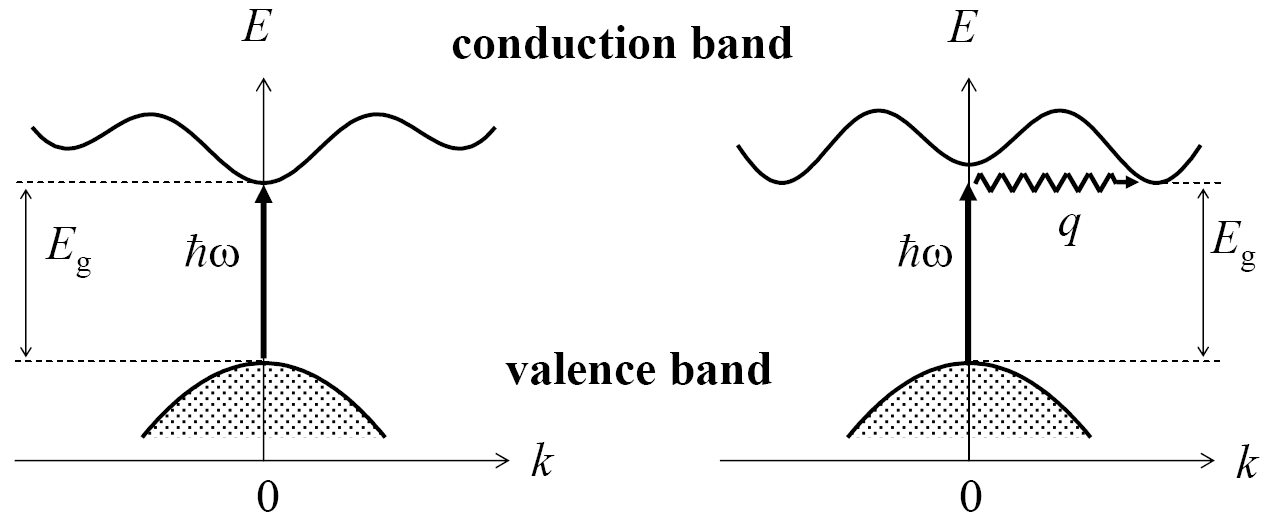 E
conduction band
E
E_g
ħω
ħω
q
E_g
valence band
k
k
0
0